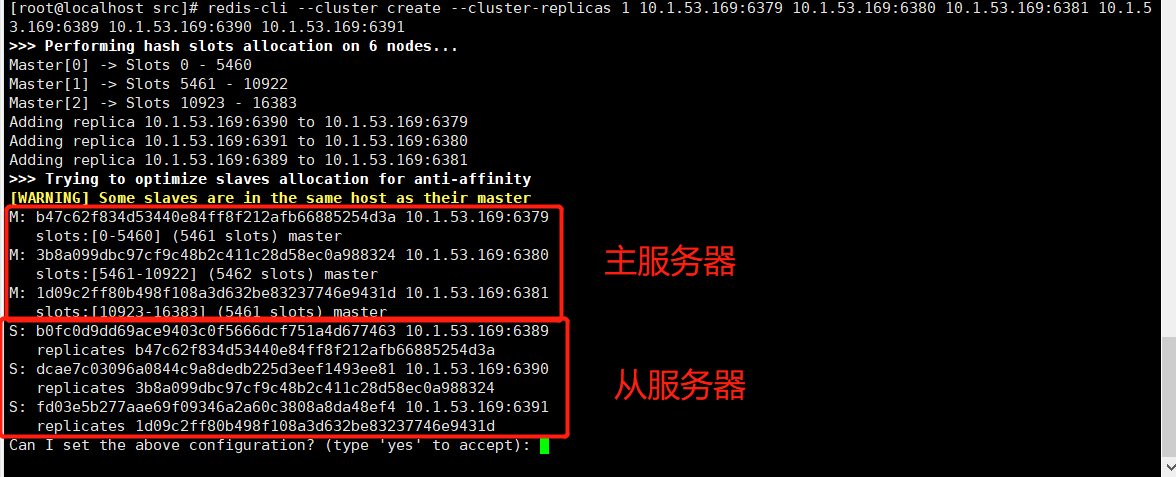 [root@localhost src]# redis-cli --cluster create --cluster-replicas 1 10.1.53.169:6379 10.1.53.169:6380 10.1.53.169:6381 10.1.5
3.169:6389 10.1.53.169:6390 10.1.53.169:6391
>>> Performing hash slots allocation on 6 nodes...
Master[0] -> Slots 0 - 5460
Master[1] -> Slots 5461 - 10922
Master[2] -> Slots 10923 - 16383
Adding replica 10.1.53.169:6390 to 10.1.53.169:6379
Adding replica 10.1.53.169:6391 to 10.1.53.169:6380
Adding replica 10.1.53.169:6389 to 10.1.53.169:6381
>>> Trying to optimize slaves allocation for anti-affinity
[WARNING] Some slaves are in the same host as their master
M: b47c62f834d53440e84ff8f212afb66885254d3a 10.1.53.169:6379
slots:[0-5460] (5461 slots) master
M: 3b8a099dbc97cf9c48b2c411c28d58ec0a988324 10.1.53.169:6380
slots:[5461-10922] (5462 slots) master
M: 1d09c2ff80b498f108a3d632be83237746e9431d 10.1.53.169:6381
slots:[10923-16383] (5461 slots) master
主服务器
S: b0fc0d9dd69ace9403c0f5666dcf751a4d677463 10.1.53.169:6389
replicates b47c62f834d53440e84ff8f212afb66885254d3a
S: dcae7c03096a0844c9a8dedb225d3eef1493ee81 10.1.53.169:6390
replicates 3b8a099dbc97cf9c48b2c411c28d58ec0a988324
S: fd03e5b277aae69f09346a2a60c3808a8da48ef4 10.1.53.169:6391
replicates 1d09c2ff80b498f108a3d632be83237746e9431d
从服务器
Can I set the above configuration? (type 'yes' to accept):